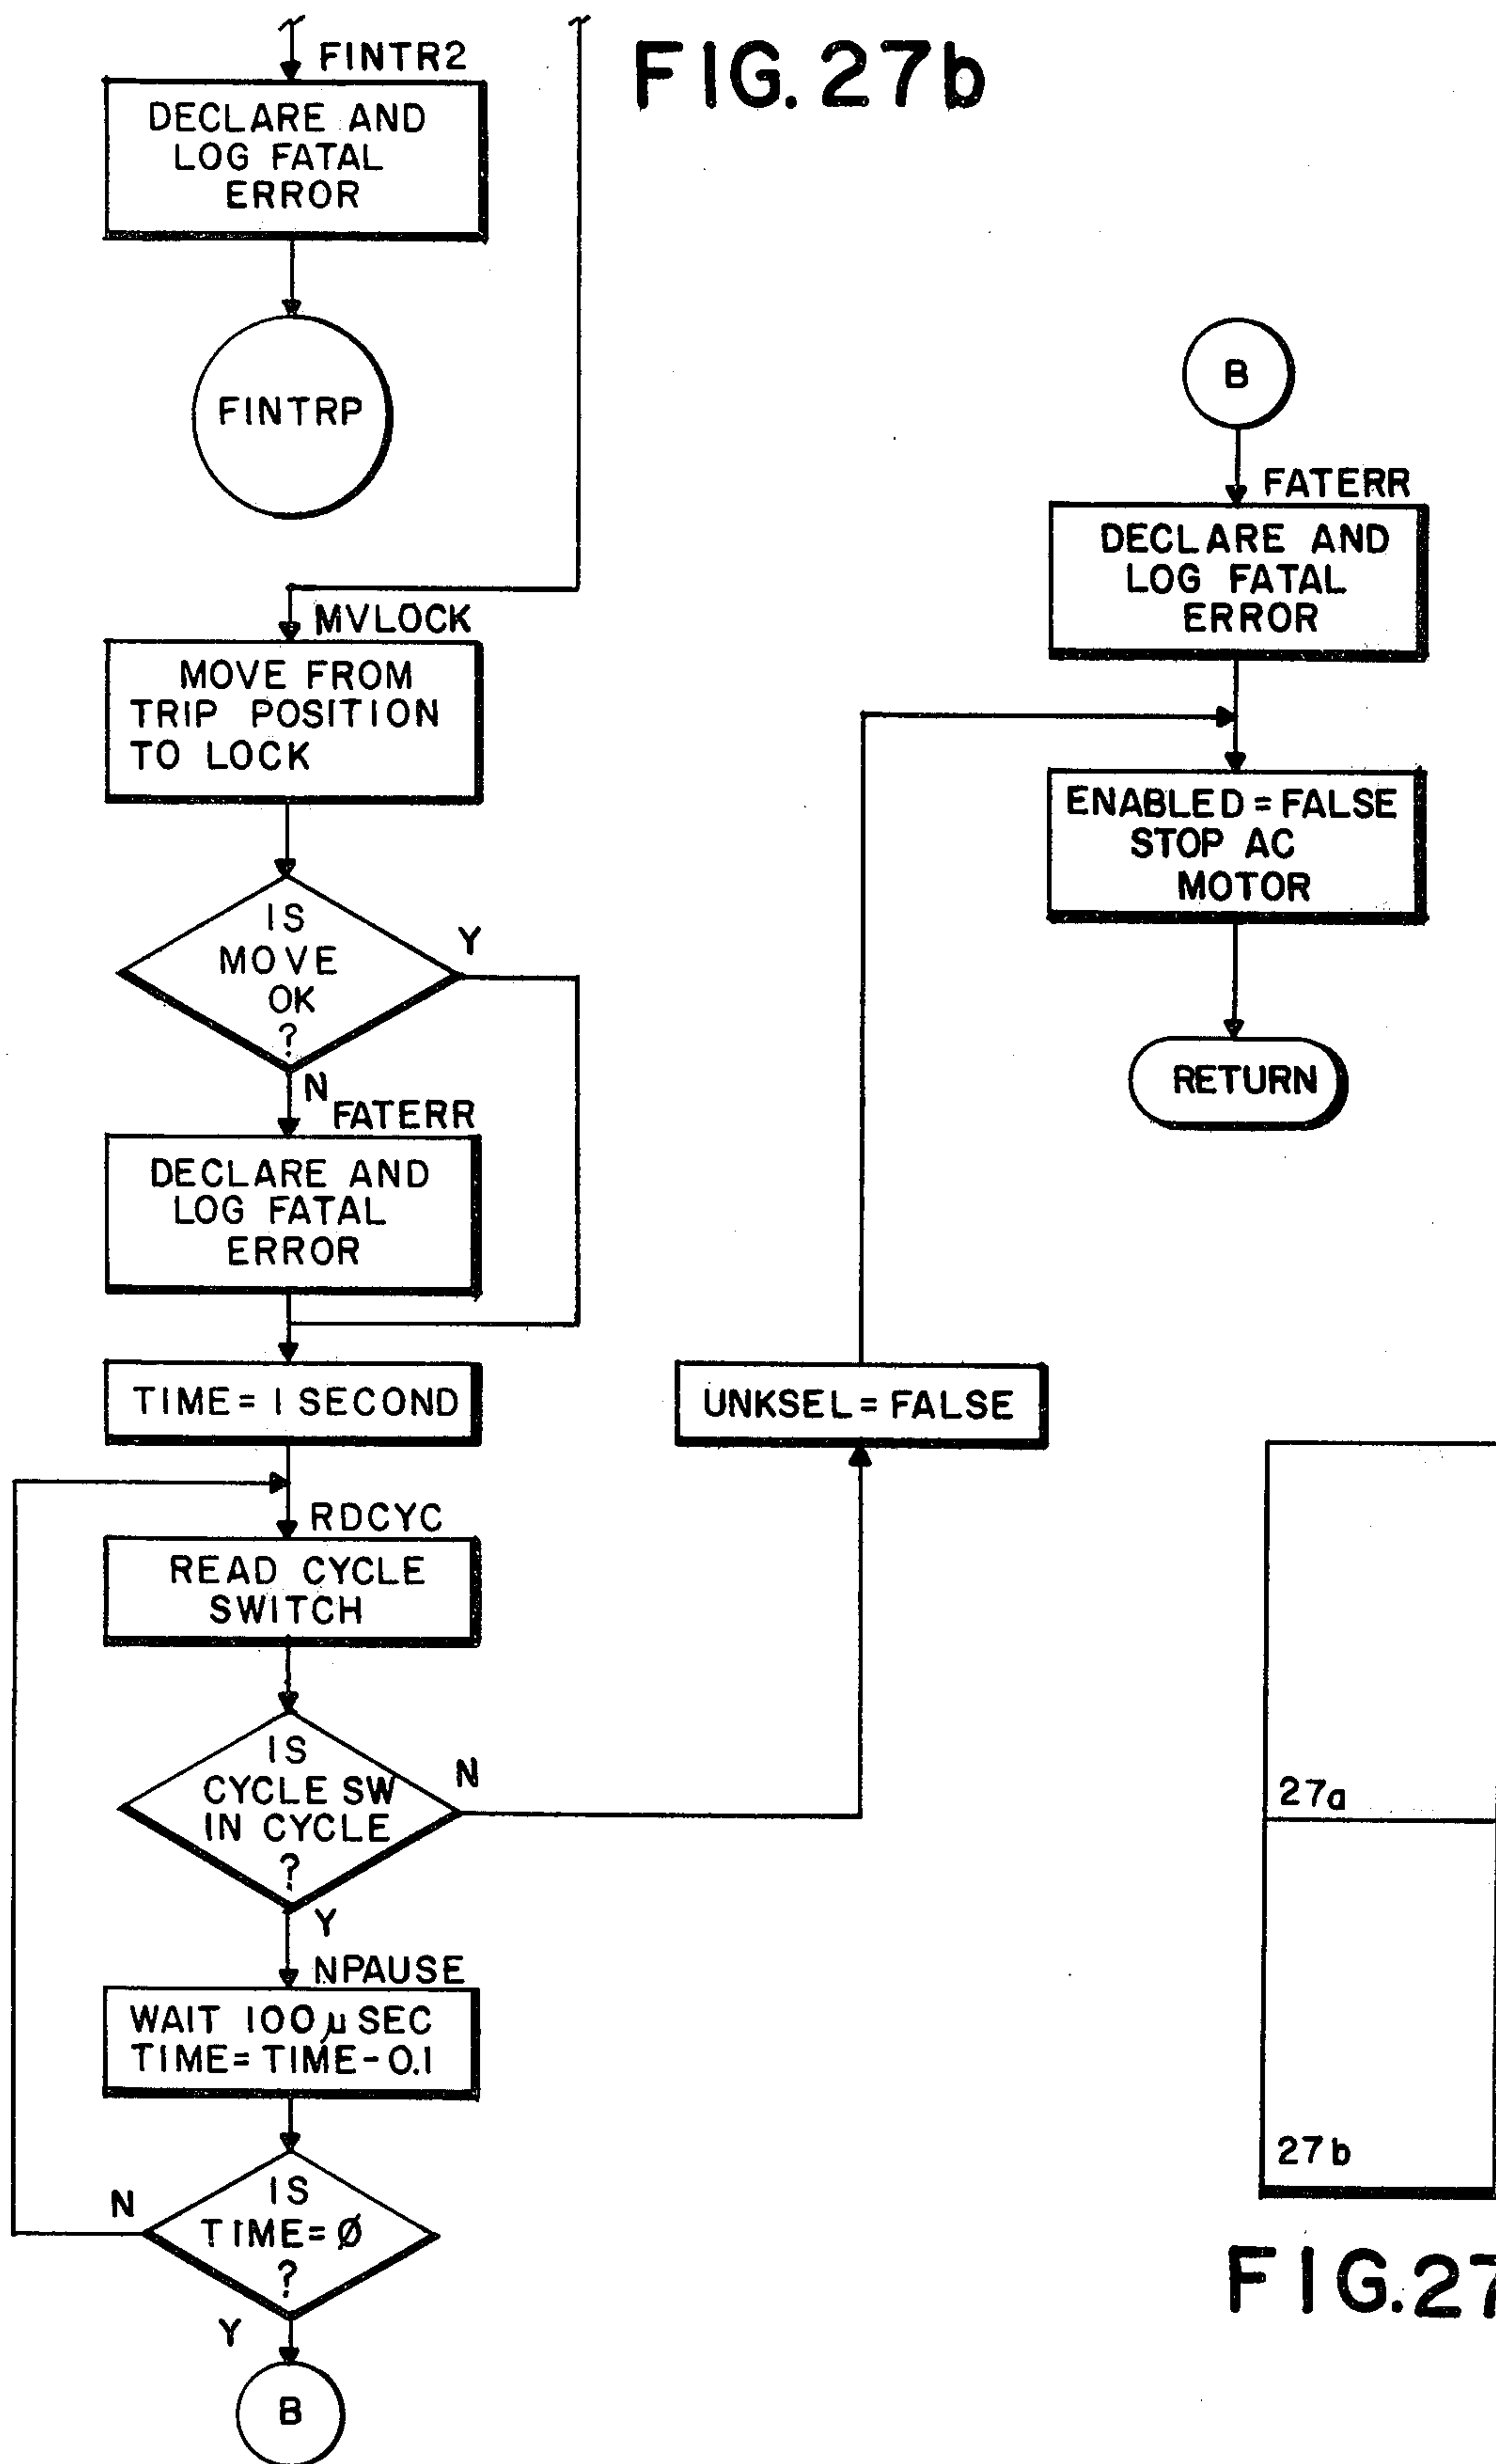 FIG. 27b
FINTR2
DECLARE AND
LOG FATAL
ERROR
FINTRP
MVLOCK
MOVE FROM
TRIP POSITION
TO LOCK
IS
MOVE
OK
?
Y
N
FATERR
DECLARE AND
LOG FATAL
ERROR
TIME = 1 SECOND
RDCYC
READ CYCLE
SWITCH
IS
CYCLE SW
IN CYCLE
?
N
Y
NPAUSE
WAIT 100 μ SEC
TIME = TIME - 0.1
IS
TIME = Ø
?
N
Y
B
UNKSEL = FALSE
B
FATERR
DECLARE AND
LOG FATAL
ERROR
ENABLED = FALSE
STOP AC
MOTOR
RETURN
27a
27b
FIG. 27